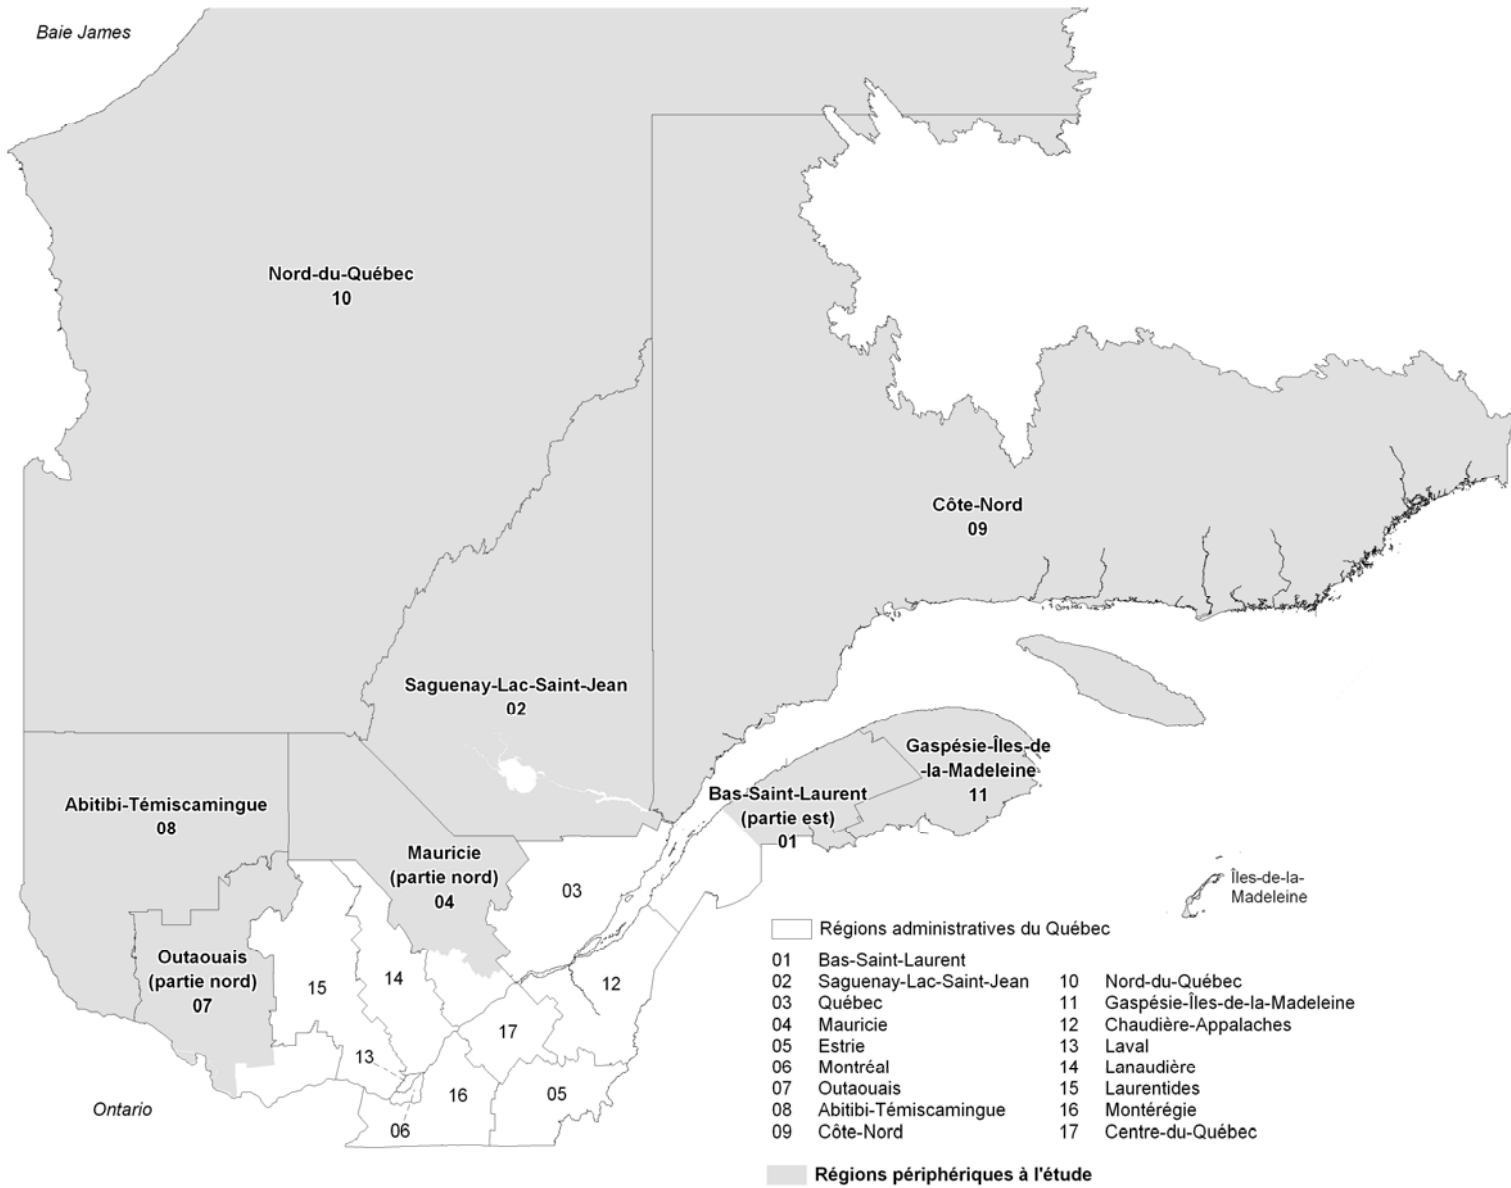 Baie James
Nord-du-Québec
10
Côte-Nord
09
Saguenay-Lac-Saint-Jean
02
Gaspésie-Îles-de
-la-Madeleine
11
Bas-Saint-Laurent
(partie est)
01
Abitibi-Témiscamingue
08
Mauricie
(partie nord)
04
03
Îles-de-la-
Madeleine
Outaouais
(partie nord)
07
15
14
12
17
13
16
05
06
Ontario
Régions administratives du Québec
01 Bas-Saint-Laurent
02 Saguenay-Lac-Saint-Jean
03 Québec
04 Mauricie
05 Estrie
06 Montréal
07 Outaouais
08 Abitibi-Témiscamingue
09 Côte-Nord
10 Nord-du-Québec
11 Gaspésie-Îles-de-la-Madeleine
12 Chaudière-Appalaches
13 Laval
14 Lanaudière
15 Laurentides
16 Montérégie
17 Centre-du-Québec
Régions périphériques à l'étude